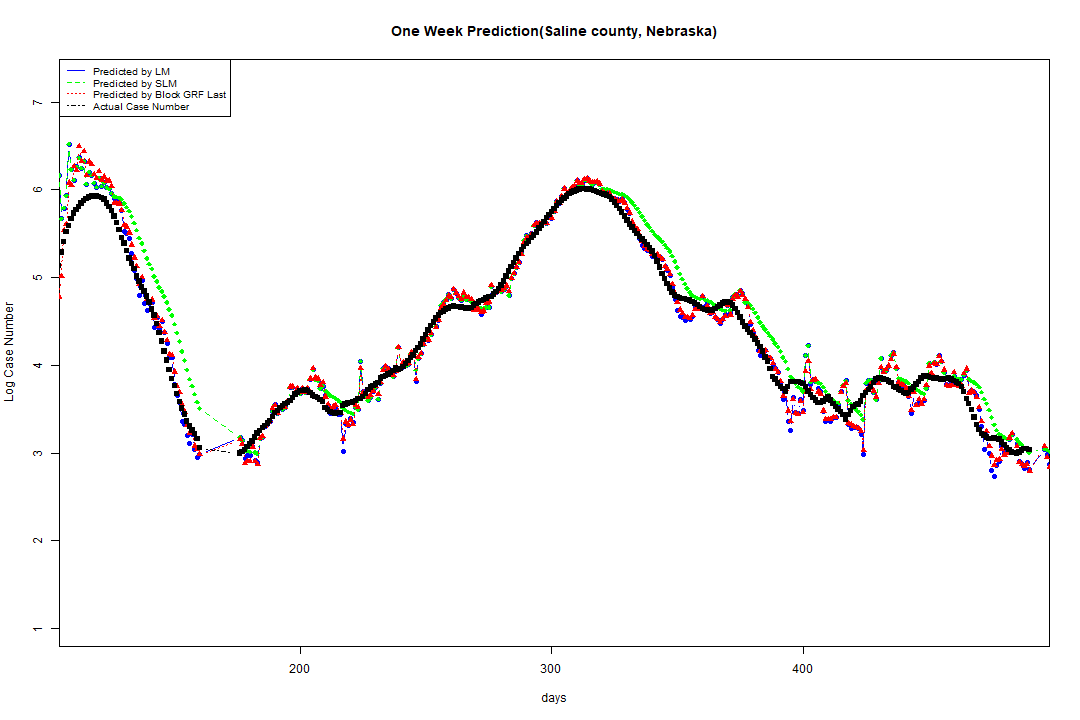 One Week Prediction(Saline county, Nebraska)
Predicted by LM
Predicted by SLM
Predicted by Block GRF Last
Actual Case Number
7
6
5
4
3
2
1
Log Case Number
200 300 400
days